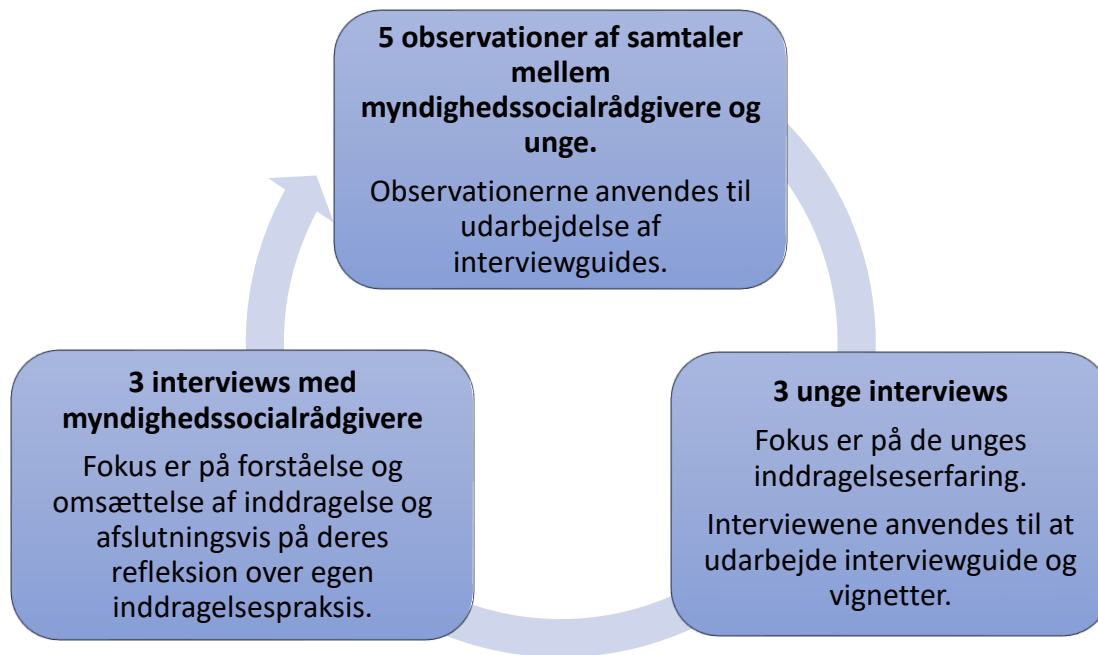 5 observationer af samtaler
mellem
myndighedssocialrådgivere og
unge.
Observationerne anvendes til
udarbejdelse af
interviewguides.
3 interviews med
myndighedssocialrådgivere
Fokus er på forståelse og
omsættelse af inddragelse og
afslutningsvis på deres
refleksion over egen
inddragelsespraksis.
3 unge interviews
Fokus er på de unges
inddragelseserfaring.
Interviewene anvendes til at
udarbejde interviewguide og
vignetter.